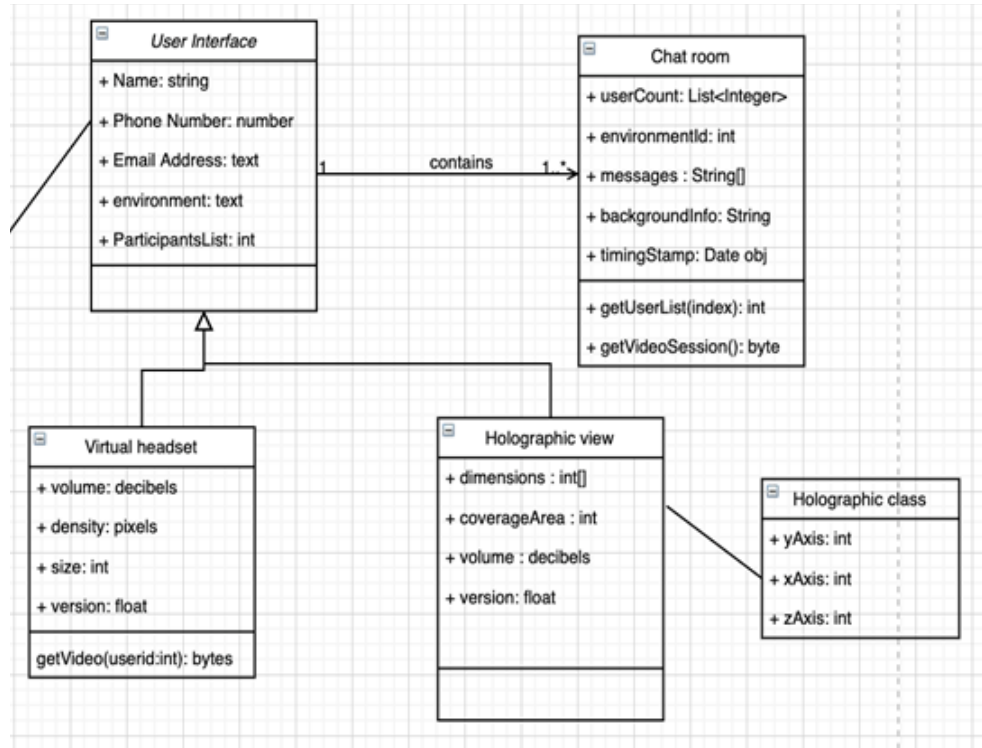 User Interface
+ Name: string
+ Phone Number: number
+ Email Address: text
+ environment: text
+ ParticipantsList: int
1
contains
1..*
Chat room
+ userCount: List<Integer>
+ environmentId: int
+ messages : String[]
+ backgroundInfo: String
+ timingStamp: Date obj
+ getUserList(index): int
+ getVideoSession(): byte
Virtual headset
+ volume: decibels
+ density: pixels
+ size: int
+ version: float
getVideo(userid:int): bytes
Holographic view
+ dimensions : int[]
+ coverageArea : int
+ volume : decibels
+ version: float
Holographic class
+ yAxis: int
+ xAxis: int
+ zAxis: int